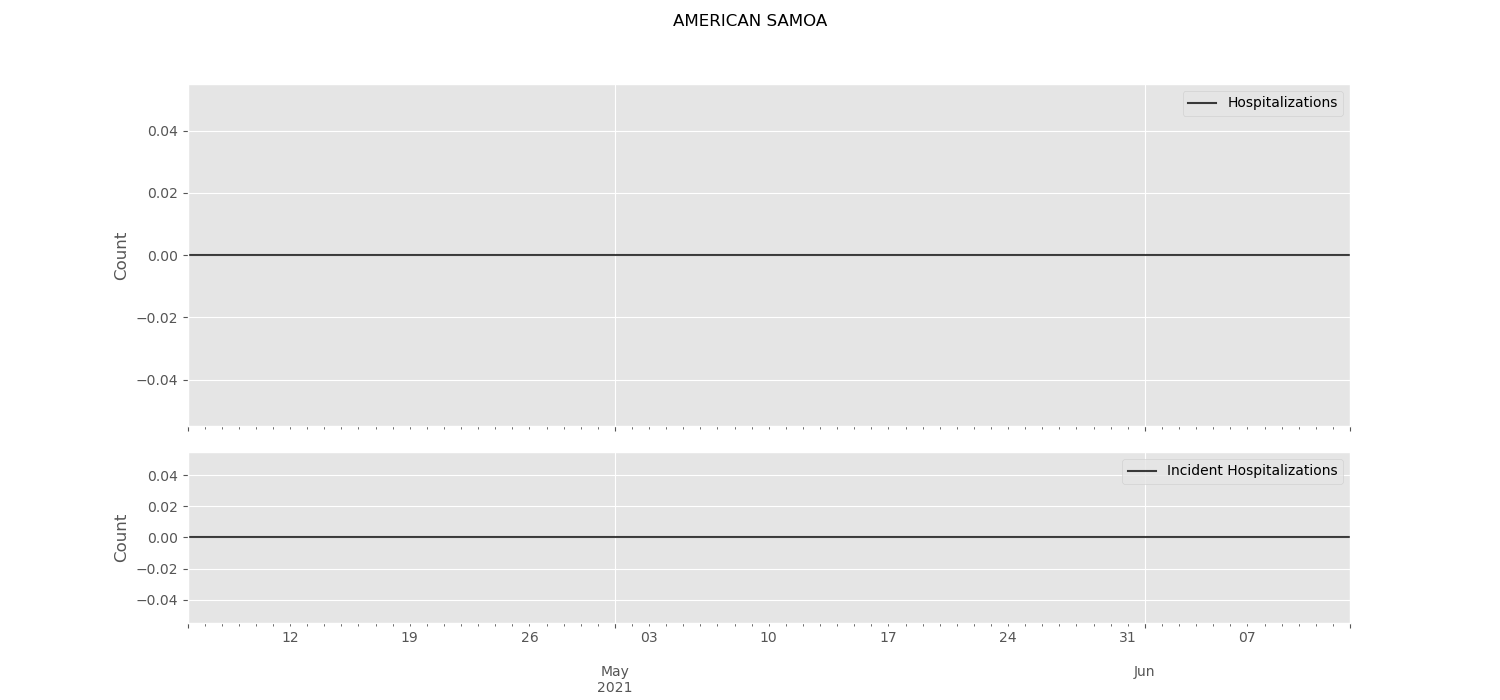 AMERICAN SAMOA
Hospitalizations
0.04
0.02
0.00
−0.02
−0.04
Count
Incident Hospitalizations
0.04
0.02
0.00
−0.02
−0.04
Count
12 19 26 03 10 17 24 31 07
May Jun
2021